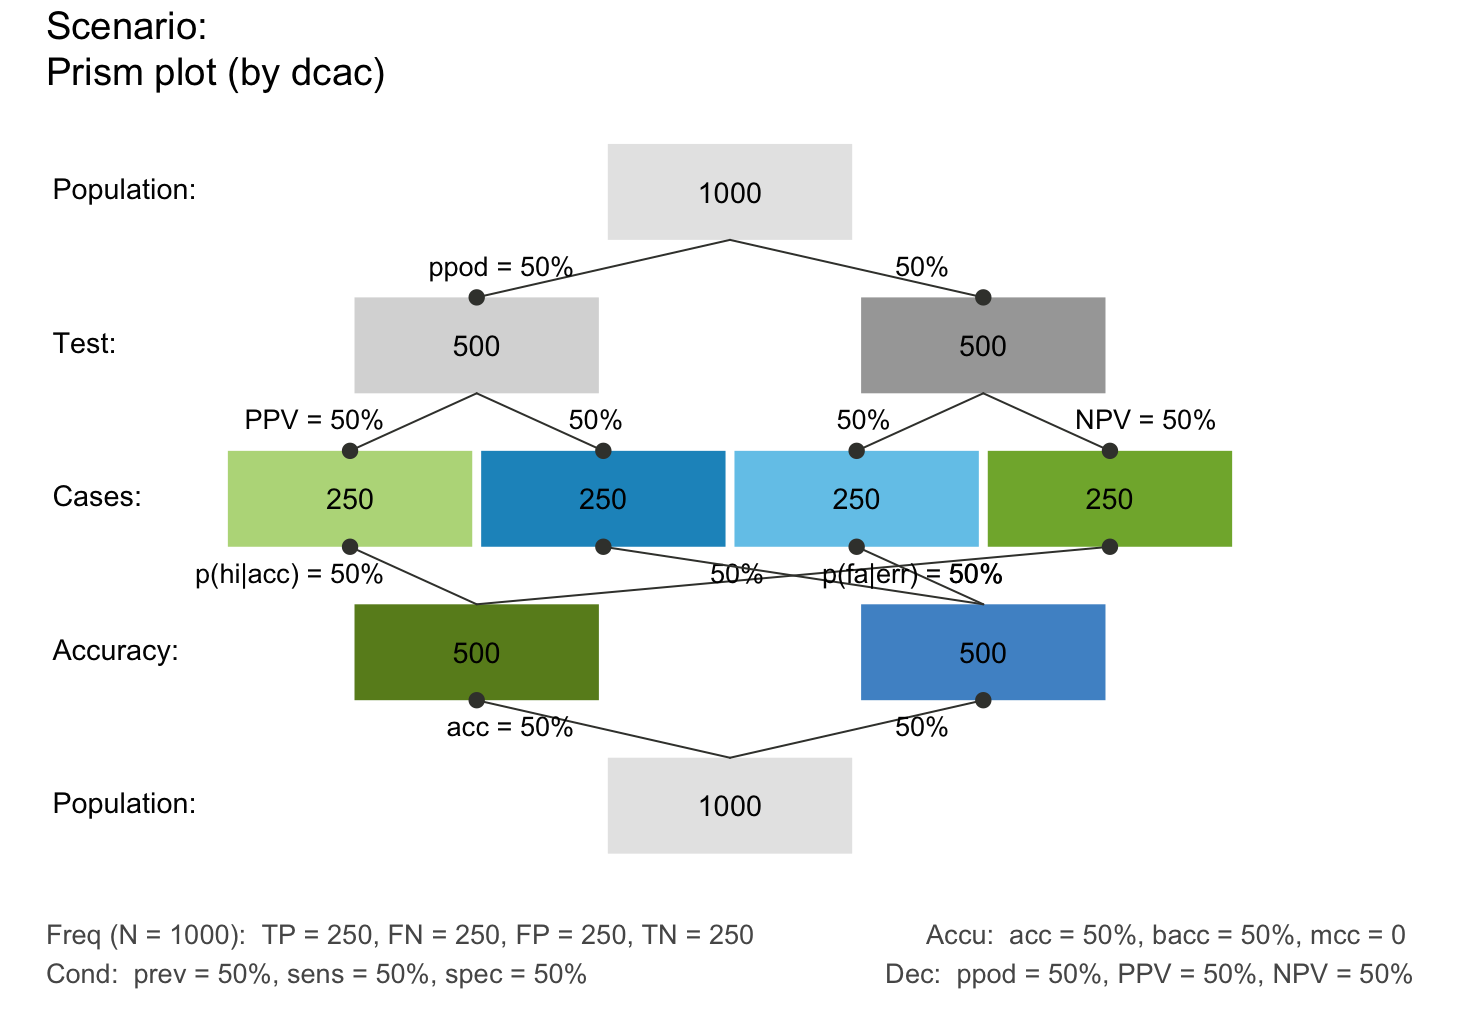 Scenario:
Prism plot (by dcac)
Population:
1000
ppod = 50%
50%
Test:
500
500
PPV = 50%
50%
50%
NPV = 50%
Cases:
250
250
250
250
p(hi|acc) = 50%
50%
p(fa|err) = 50%
50%
Accuracy:
500
500
acc = 50%
50%
Population:
1000
Freq (N = 1000):  TP = 250, FN = 250, FP = 250, TN = 250
Accu:  acc = 50%, bacc = 50%, mcc = 0
Cond:  prev = 50%, sens = 50%, spec = 50%
Dec:  ppod = 50%, PPV = 50%, NPV = 50%